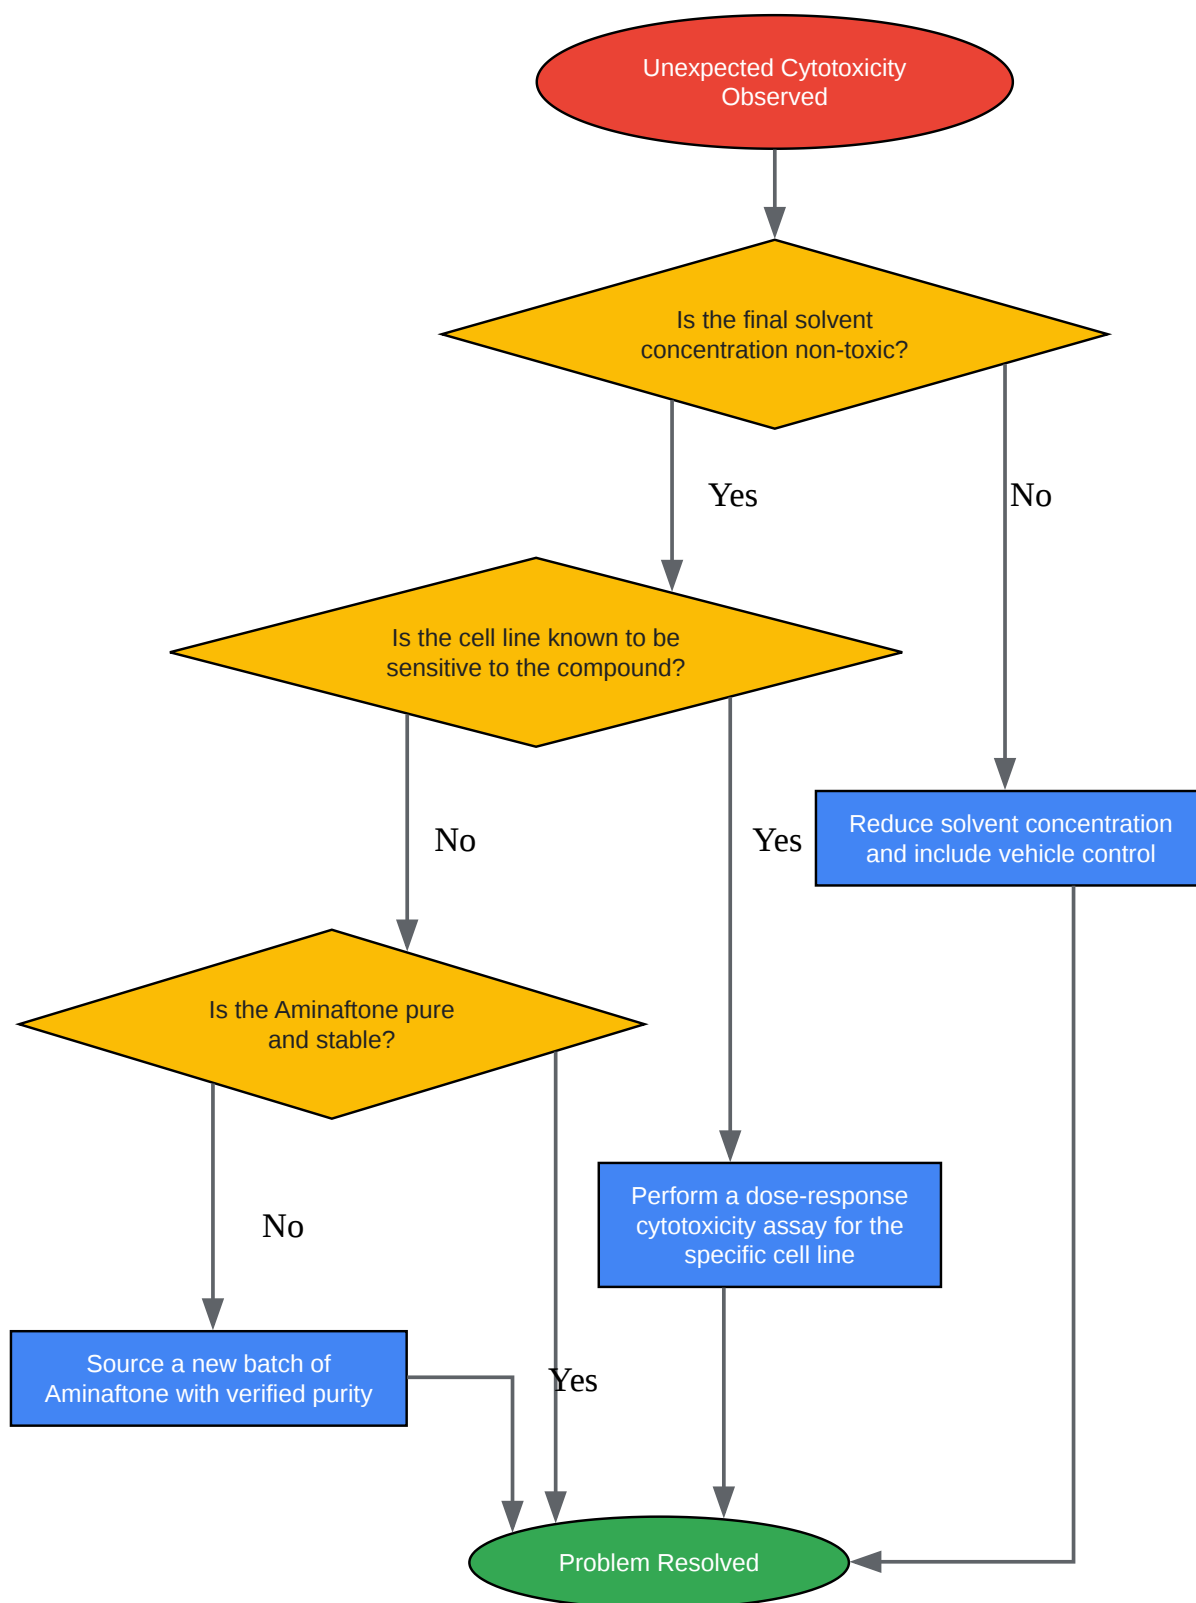 Unexpected Cytotoxicity
Observed
Is the final solvent
concentration non-toxic?
Yes
No
Is the cell line known to be
sensitive to the compound?
No
Yes
Reduce solvent concentration
and include vehicle control
Is the Aminaftone pure
and stable?
No
Yes
Perform a dose-response
cytotoxicity assay for the
specific cell line
Source a new batch of
Aminaftone with verified purity
Problem Resolved